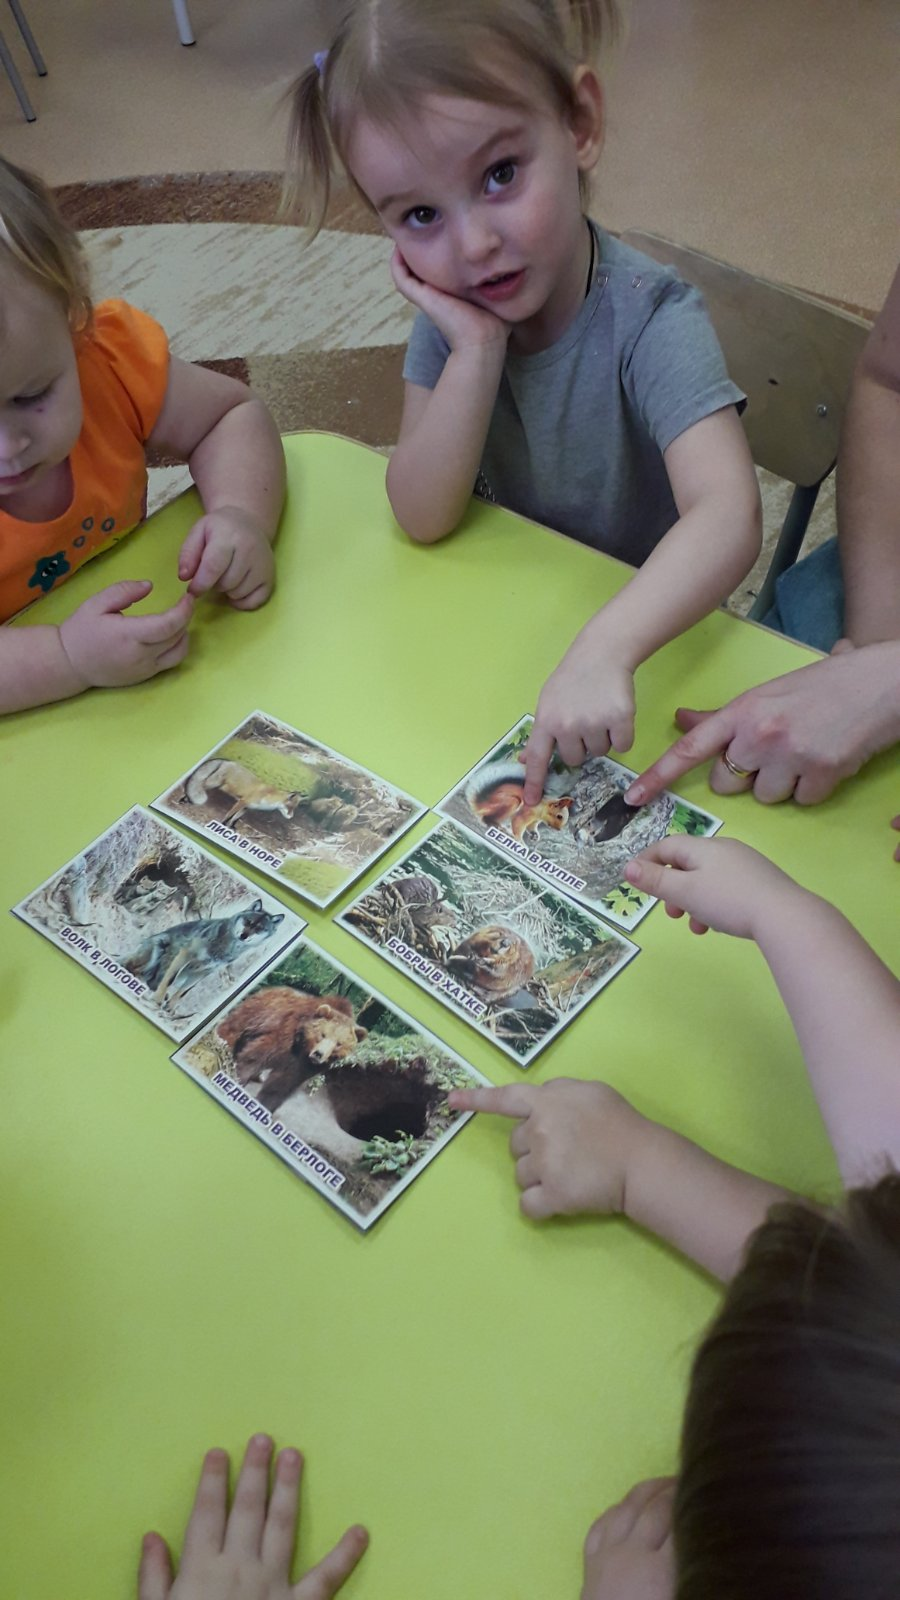 ЛИСА В НОРЕ
БЕЛКА В ДУПЛЕ
ВОЛК В ЛОГОВЕ
БОБРЫ В ХАТКЕ
МЕДВЕДЬ В БЕРЛОГЕ